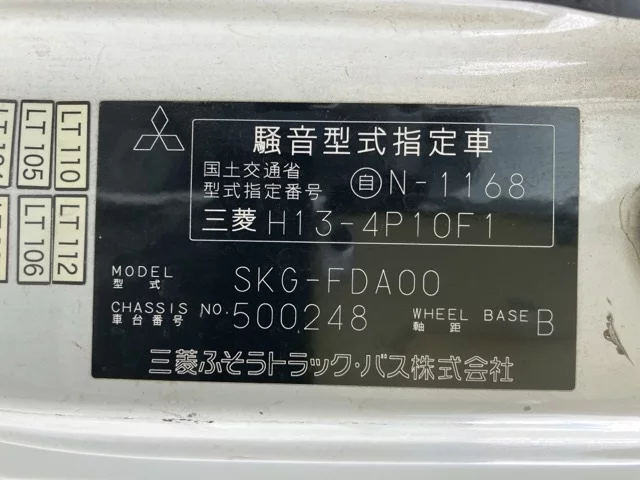 騒音型式指定車
国土交通省
型式指定番号 自N-1168
三菱 H13-4P10F1
MODEL SKG-FDA00
型式
CHASSIS NO. 500248 WHEEL BASE B
車台番号 軸距
三菱ふそうトラック・バス株式会社
LT 105
LT 110
LT 106
LT 112